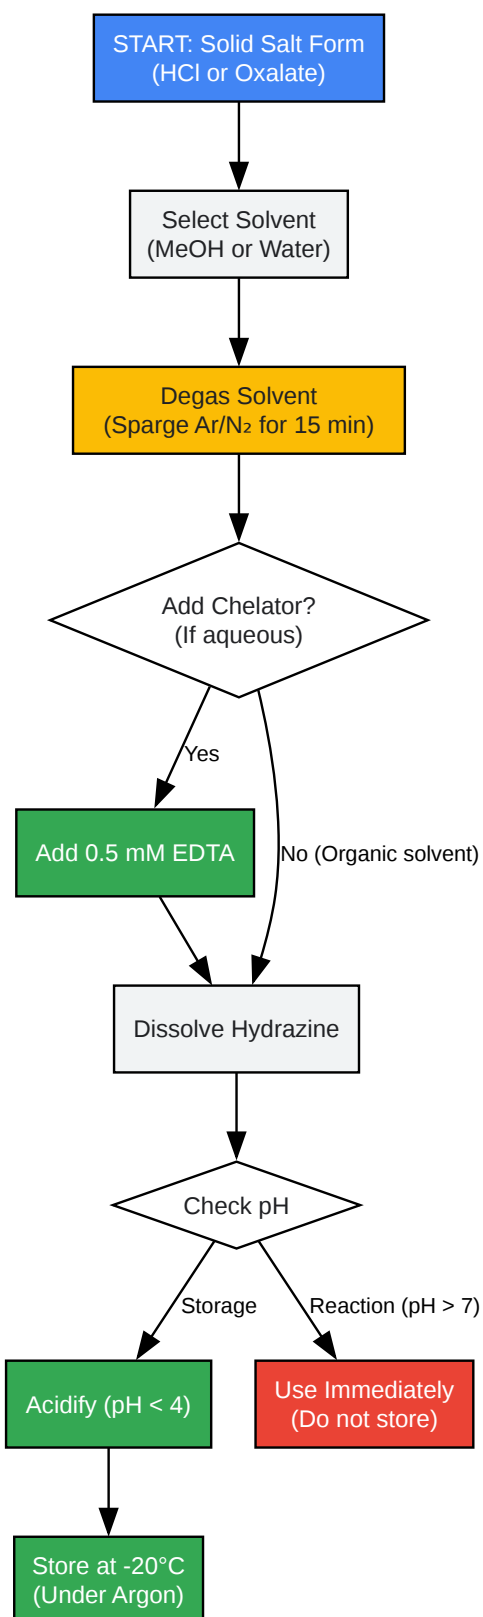 START: Solid Salt Form
(HCl or Oxalate)
Select Solvent
(MeOH or Water)
Degas Solvent
(Sparge Ar/N₂ for 15 min)
Add Chelator?
(If aqueous)
Yes
Add 0.5 mM EDTA
No (Organic solvent)
Dissolve Hydrazine
Check pH
Storage
Reaction (pH > 7)
Acidify (pH < 4)
Use Immediately
(Do not store)
Store at -20°C
(Under Argon)